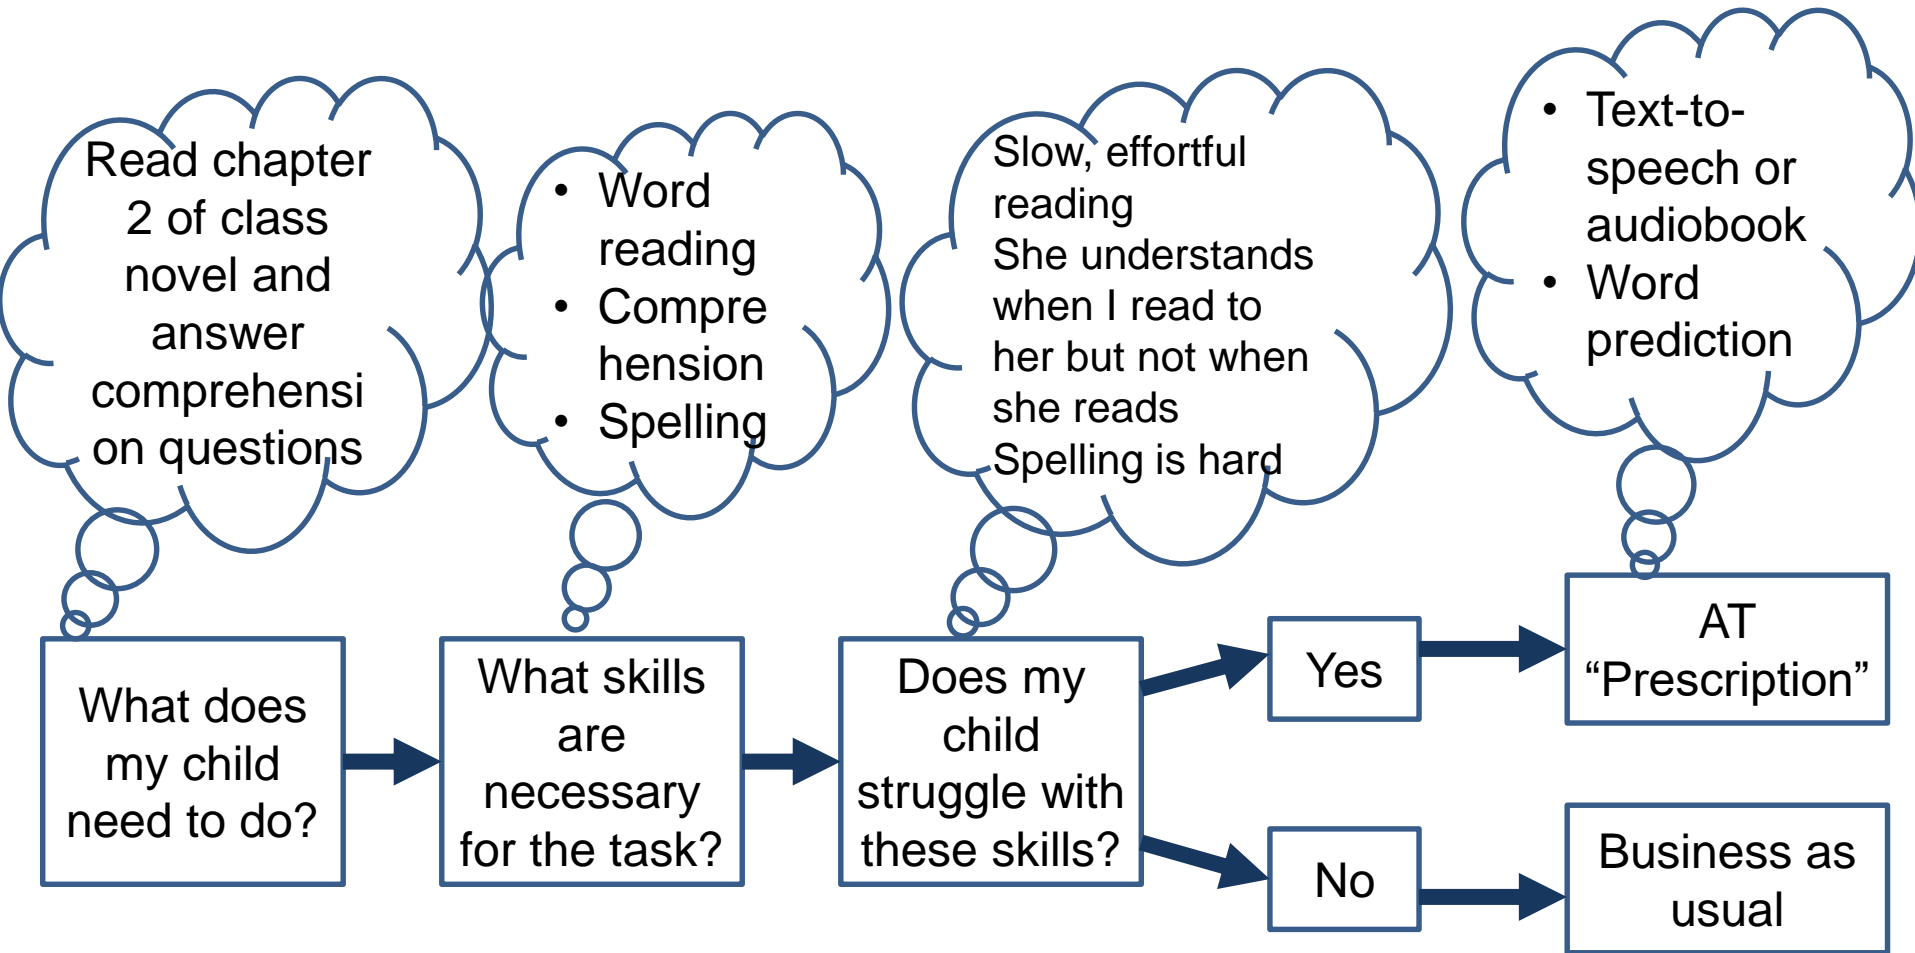 Read chapter
2 of class
novel and
answer
comprehensi
on questions
• Word
reading
• Compre
hension
• Spelling
Slow, effortful
reading
She understands
when I read to
her but not when
she reads
Spelling is hard
• Text-to-
speech or
audiobook
• Word
prediction
What does
my child
need to do?
What skills
are
necessary
for the task?
Does my
child
struggle with
these skills?
Yes
AT
“Prescription”
No
Business as
usual